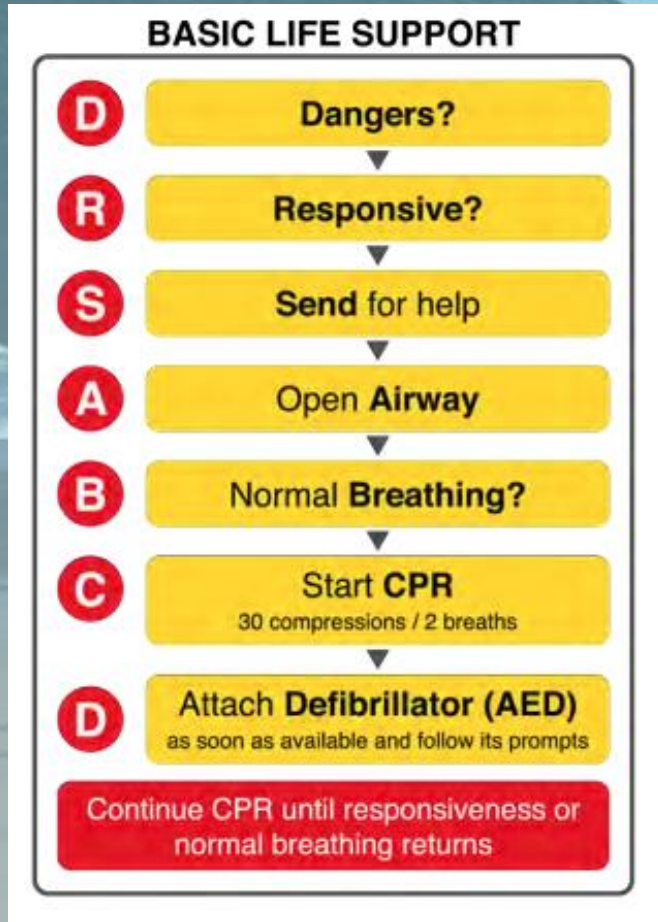 BASIC LIFE SUPPORT
D Dangers?
R Responsive?
S Send for help
A Open Airway
B Normal Breathing?
C Start CPR
30 compressions / 2 breaths
D Attach Defibrillator (AED)
as soon as available and follow its prompts
Continue CPR until responsiveness or
normal breathing returns